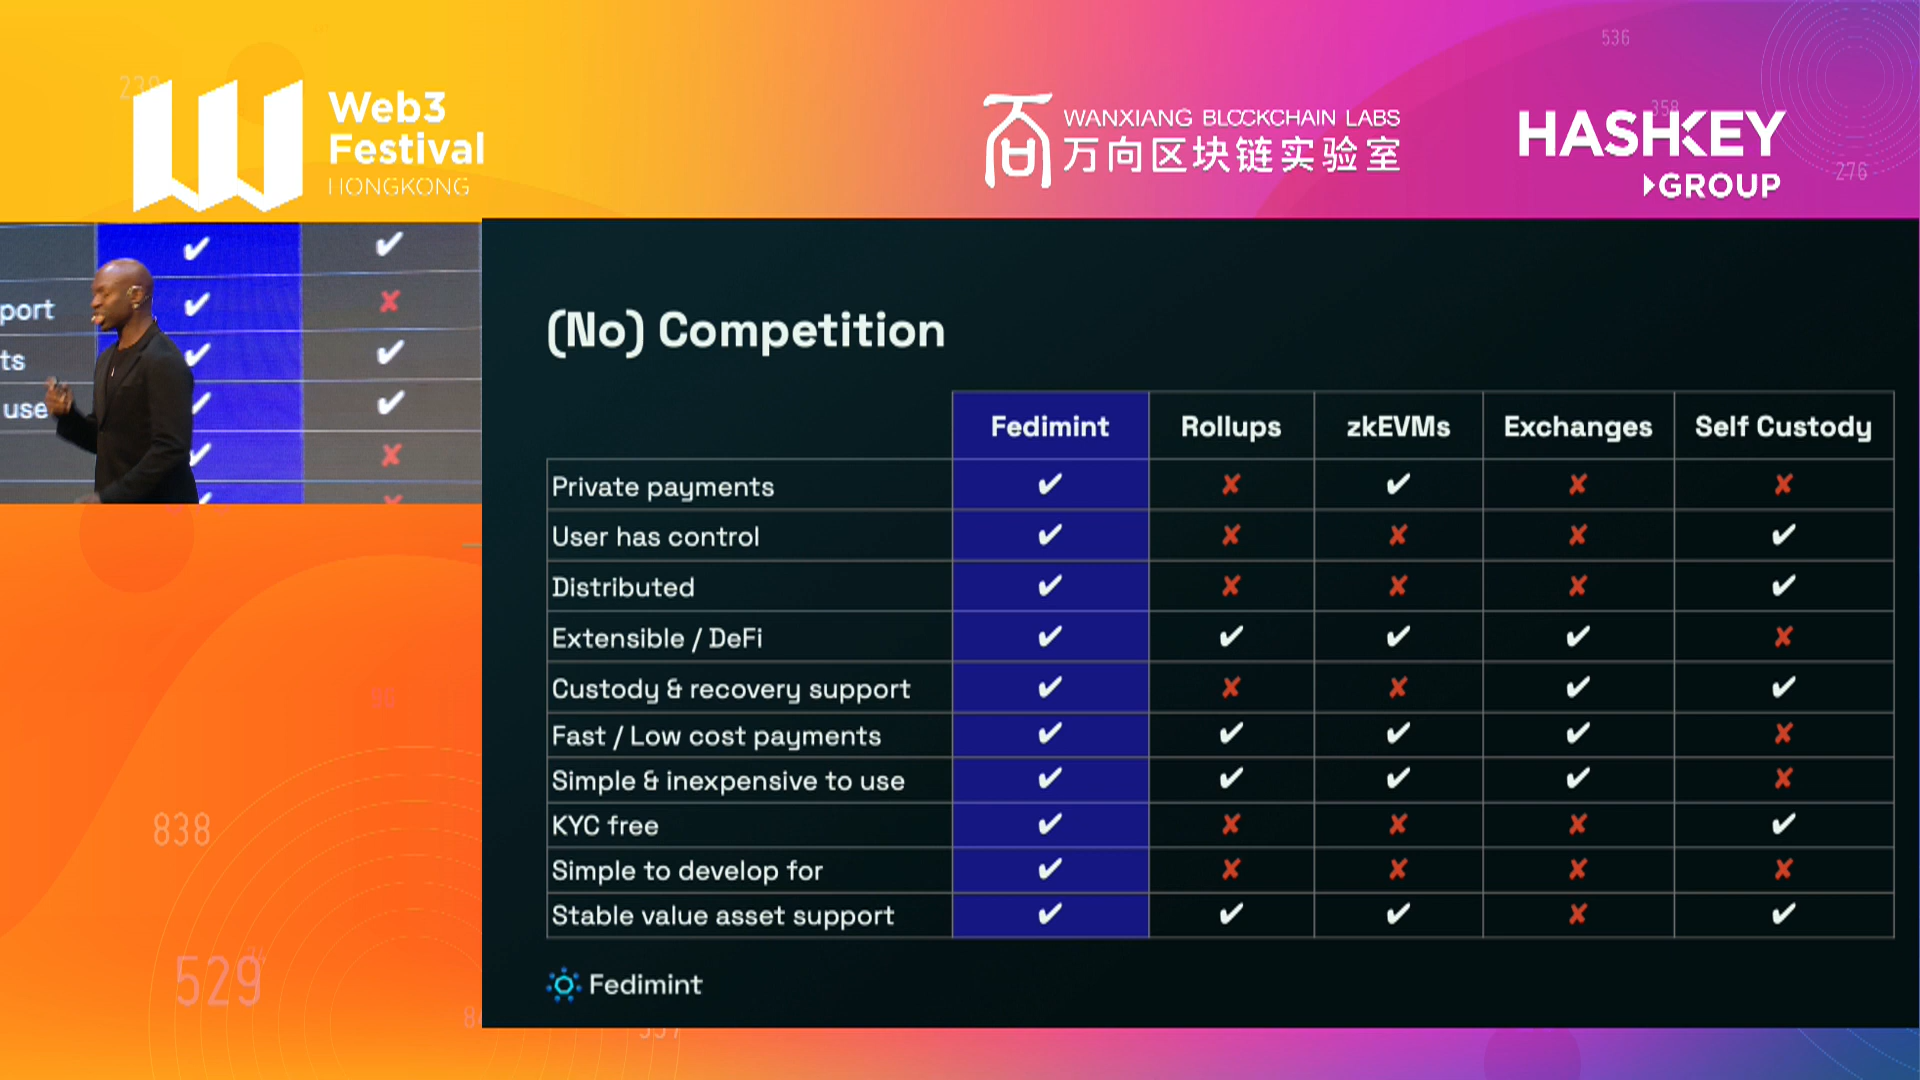 Web3
Festival
HONGKONG
WANXIANG BLOCKCHAIN LABS
万向区块链实验室
HASHKEY
GROUP
239
536
358
276
port
ts
use
(No) Competition
Fedimint Rollups zkEVMs Exchanges Self Custody
Private payments ✔ ✘ ✔ ✘ ✘
User has control ✔ ✘ ✘ ✘ ✔
Distributed ✔ ✘ ✘ ✘ ✔
Extensible / DeFi ✔ ✔ ✔ ✔ ✘
Custody & recovery support ✔ ✘ ✘ ✔ ✔
Fast / Low cost payments ✔ ✔ ✔ ✔ ✘
Simple & inexpensive to use ✔ ✔ ✔ ✔ ✘
KYC free ✔ ✘ ✘ ✘ ✔
Simple to develop for ✔ ✘ ✘ ✘ ✘
Stable value asset support ✔ ✔ ✔ ✘ ✔
Fedimint
90
838
529